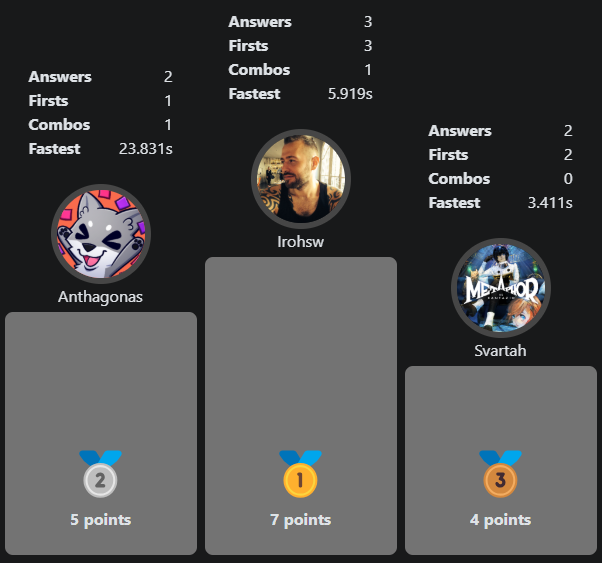 Answers 2
Firsts 1
Combos 1
Fastest 23.831s
Anthagonas
2
5 points
Answers 3
Firsts 3
Combos 1
Fastest 5.919s
Irohsw
1
7 points
Answers 2
Firsts 2
Combos 0
Fastest 3.411s
METAPHOR
Svartah
3
4 points